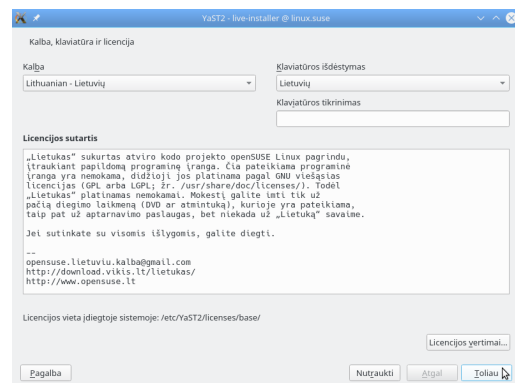 YaST2 - live-installer @ linux.suse
Kalba, klaviatūra ir licencija
Kalba
Klaviatūros išdėstymas
Lithuanian - Lietuvių
Lietuvių
Klaviatūros tikrinimas
Licencijos sutartis
„Lietukas“ sukurtas atviro kodo projekto openSUSE Linux pagrindu,
įtraukiant papildomą programinę įranga. Čia pateikiama programinė
įranga yra nemokama, didžioji jos platinama pagal GNU viešąsias
licencijas (GPL arba LGPL; žr. /usr/share/doc/licenses/). Todėl
„Lietukas“ platinamas nemokamai. Mokestį galite imti tik už
pačią diegimo laikmeną (DVD ar atmintuką), kurioje yra pateikiama,
taip pat už aptarnavimo paslaugas, bet niekada už „Lietuką“ savaime.
Jei sutinkate su visomis išlygomis, galite diegti.
--
opensuse.lietuviu.kalba@gmail.com
http://download.vikis.lt/lietukas/
http://www.opensuse.lt
Licencijos vieta įdiegtoje sistemoje: /etc/YaST2/licenses/base/
Licencijos vertimai...
Pagalba
Nutraukti
Atgal
Toliau